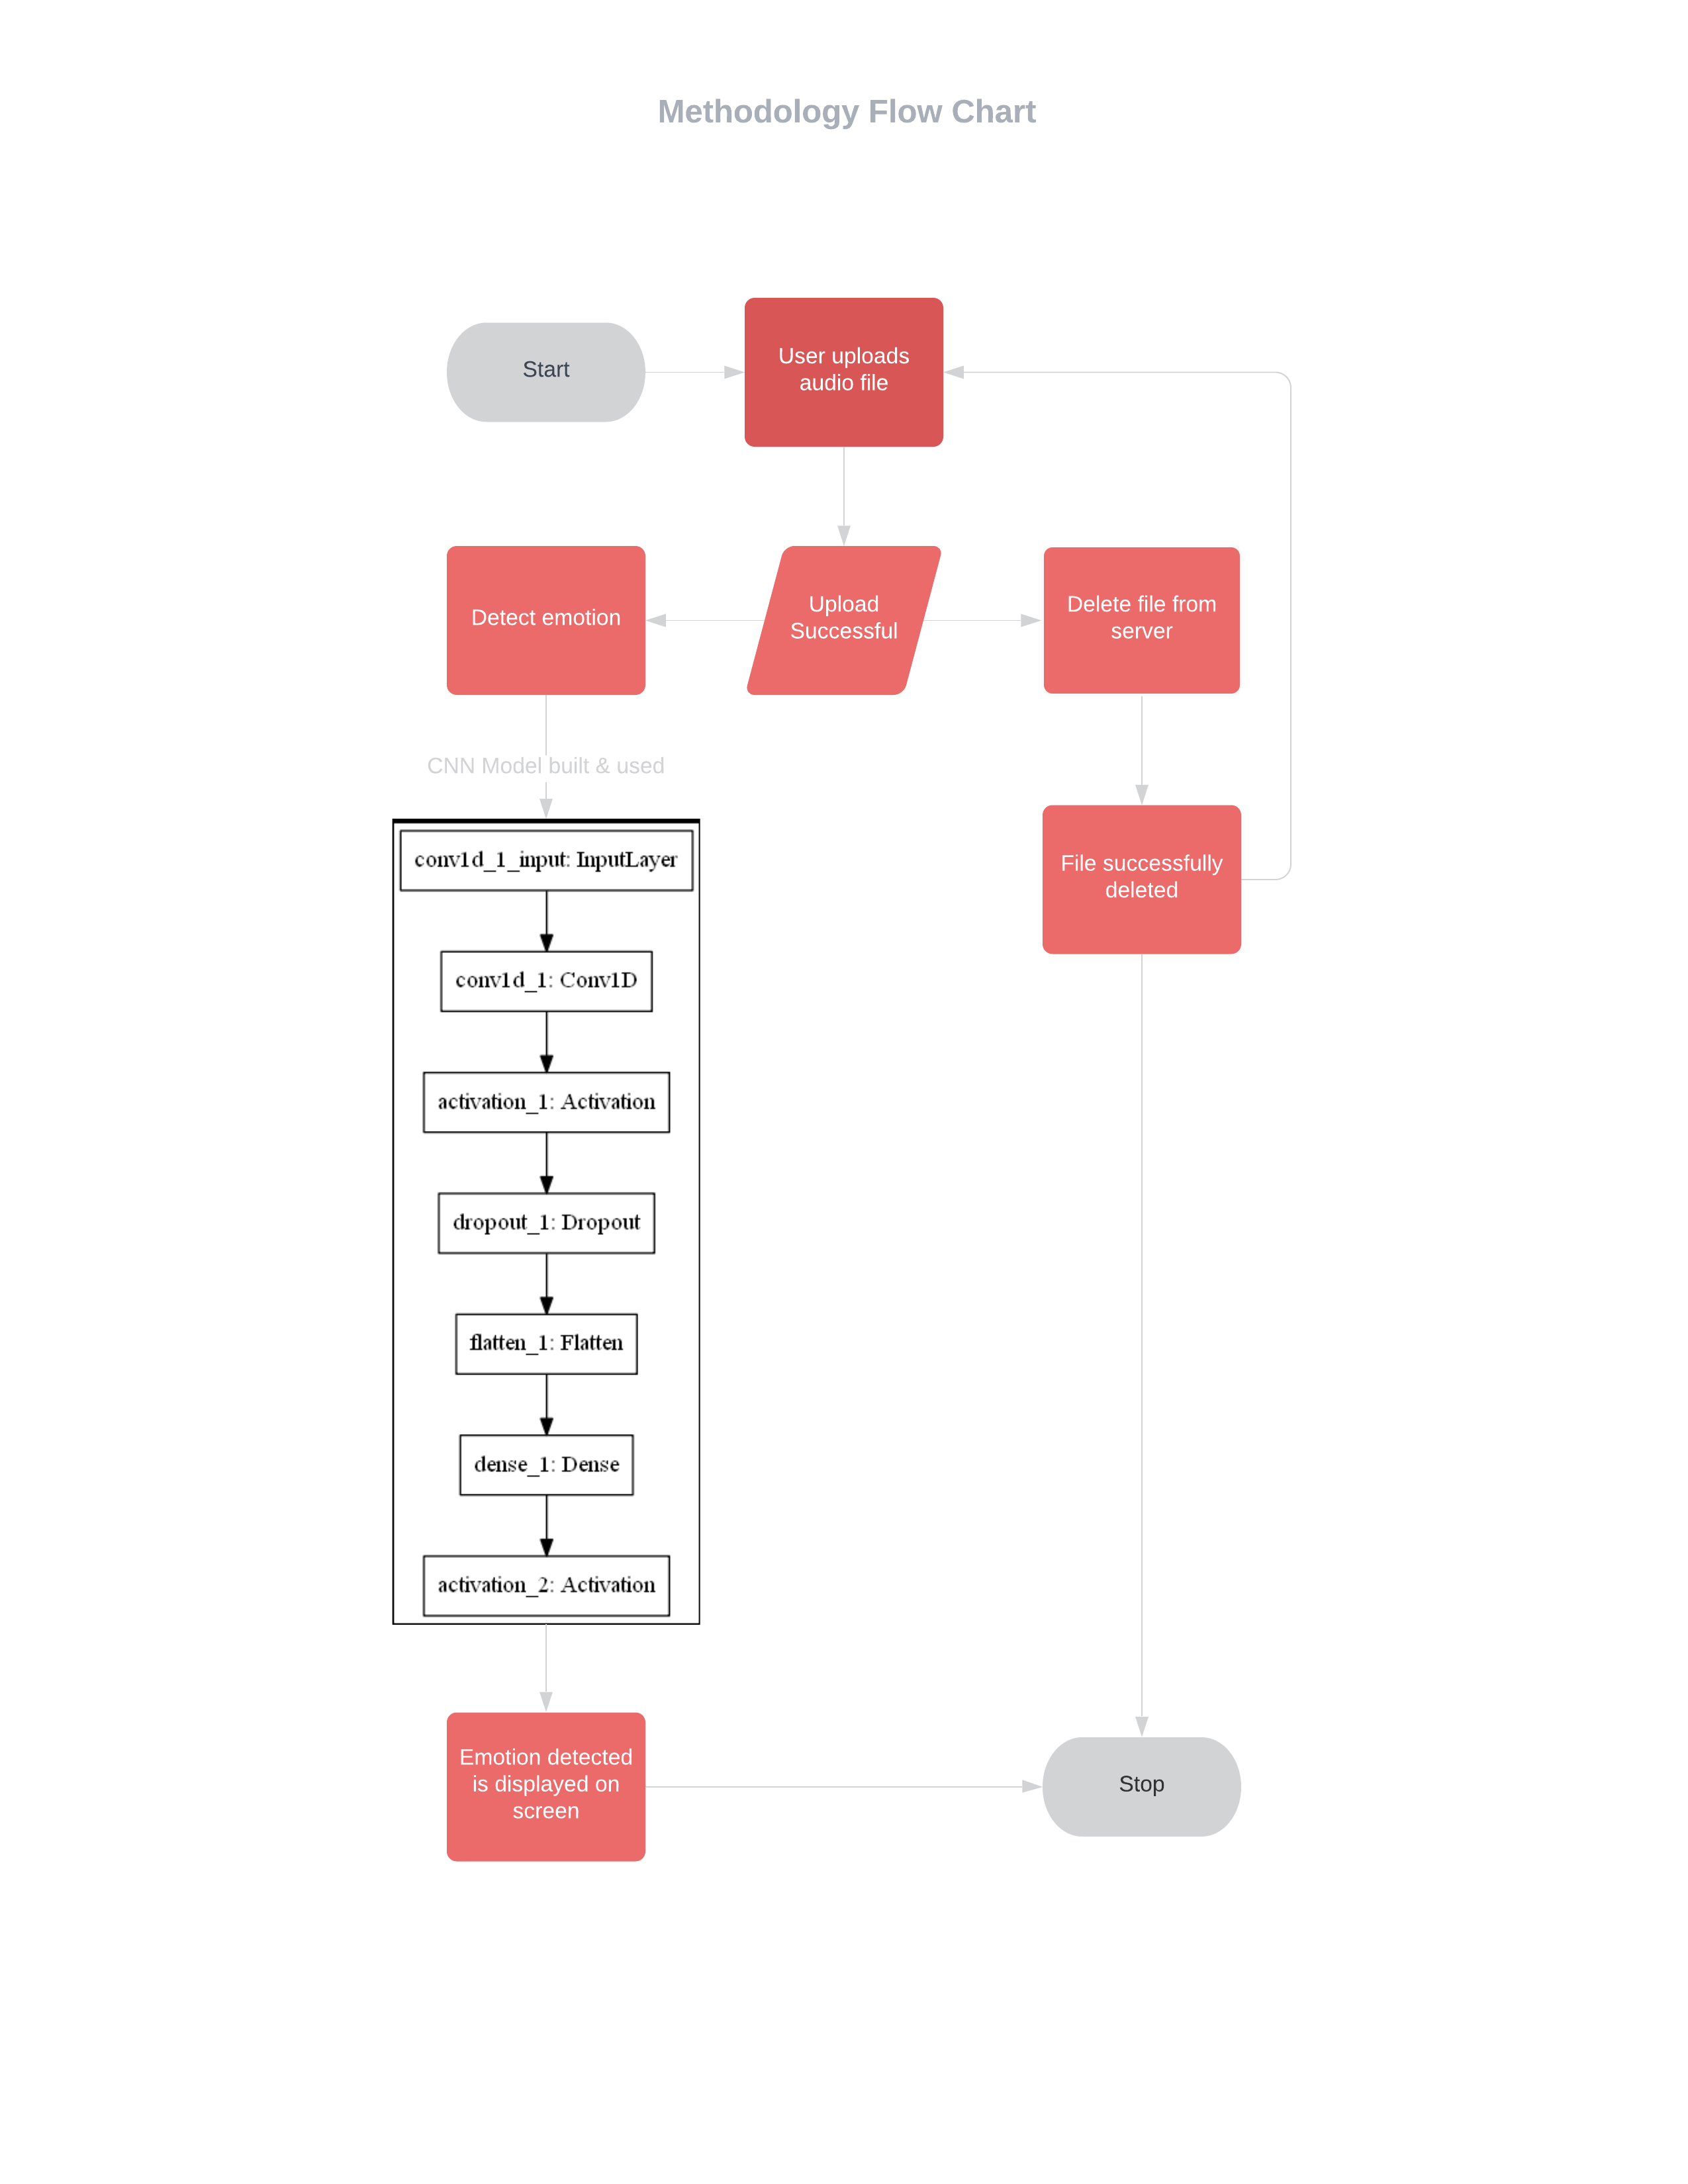 Methodology Flow Chart
Start
User uploads
audio file
Detect emotion
Upload
Successful
Delete file from
server
CNN Model built & used
File successfully
deleted
conv1d_1_input: InputLayer
conv1d_1: Conv1D
activation_1: Activation
dropout_1: Dropout
flatten_1: Flatten
dense_1: Dense
activation_2: Activation
Emotion detected
is displayed on
screen
Stop